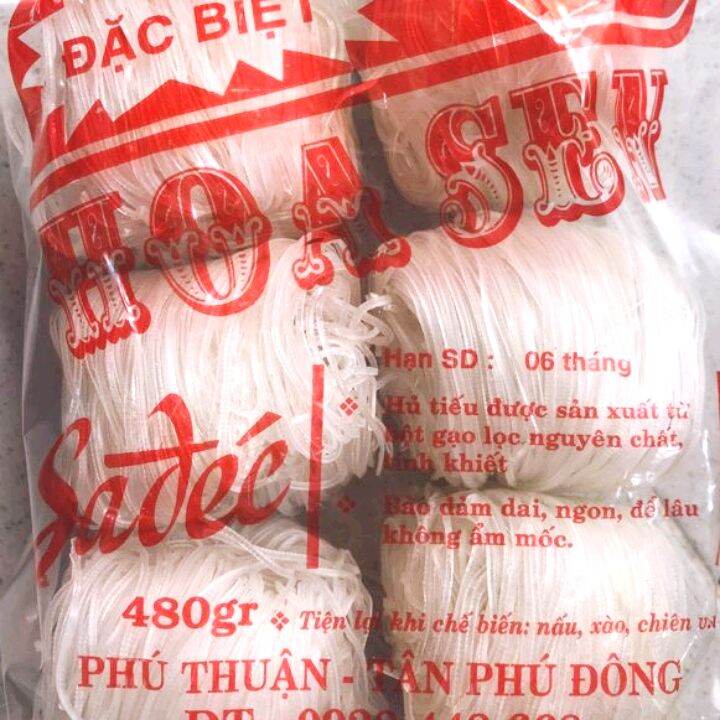 ĐẶC BIỆT
HOA SEN
Hạn SD : 06 tháng
Sađéc
❖ Hủ tiếu được sản xuất từ
bột gạo lọc nguyên chất,
tinh khiết
❖ Bảo đảm dai, ngon, để lâu
không ẩm mốc.
480gr
❖ Tiện lợi khi chế biến: nấu, xào, chiên
PHÚ THUẬN - TÂN PHÚ ĐÔNG
ĐT